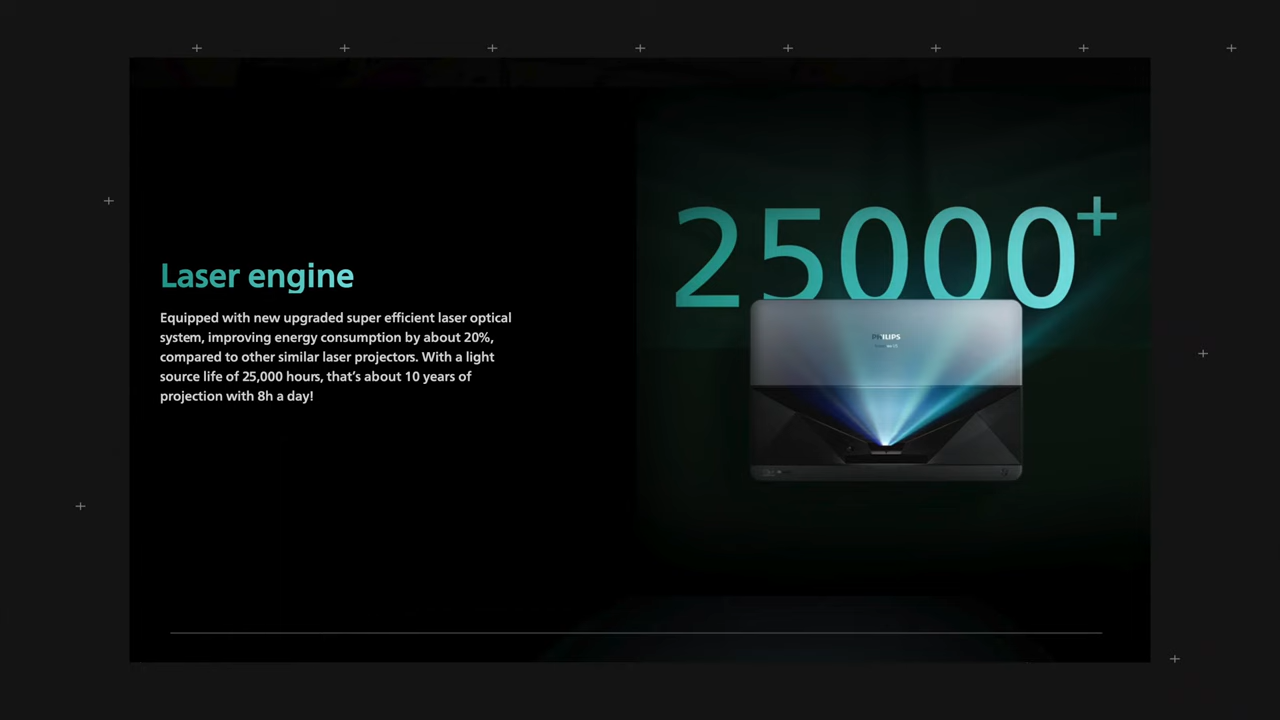 25000+
Laser engine
Equipped with new upgraded super efficient laser optical
system, improving energy consumption by about 20%,
compared to other similar laser projectors. With a light
source life of 25,000 hours, that's about 10 years of
projection with 8h a day!
PHILIPS